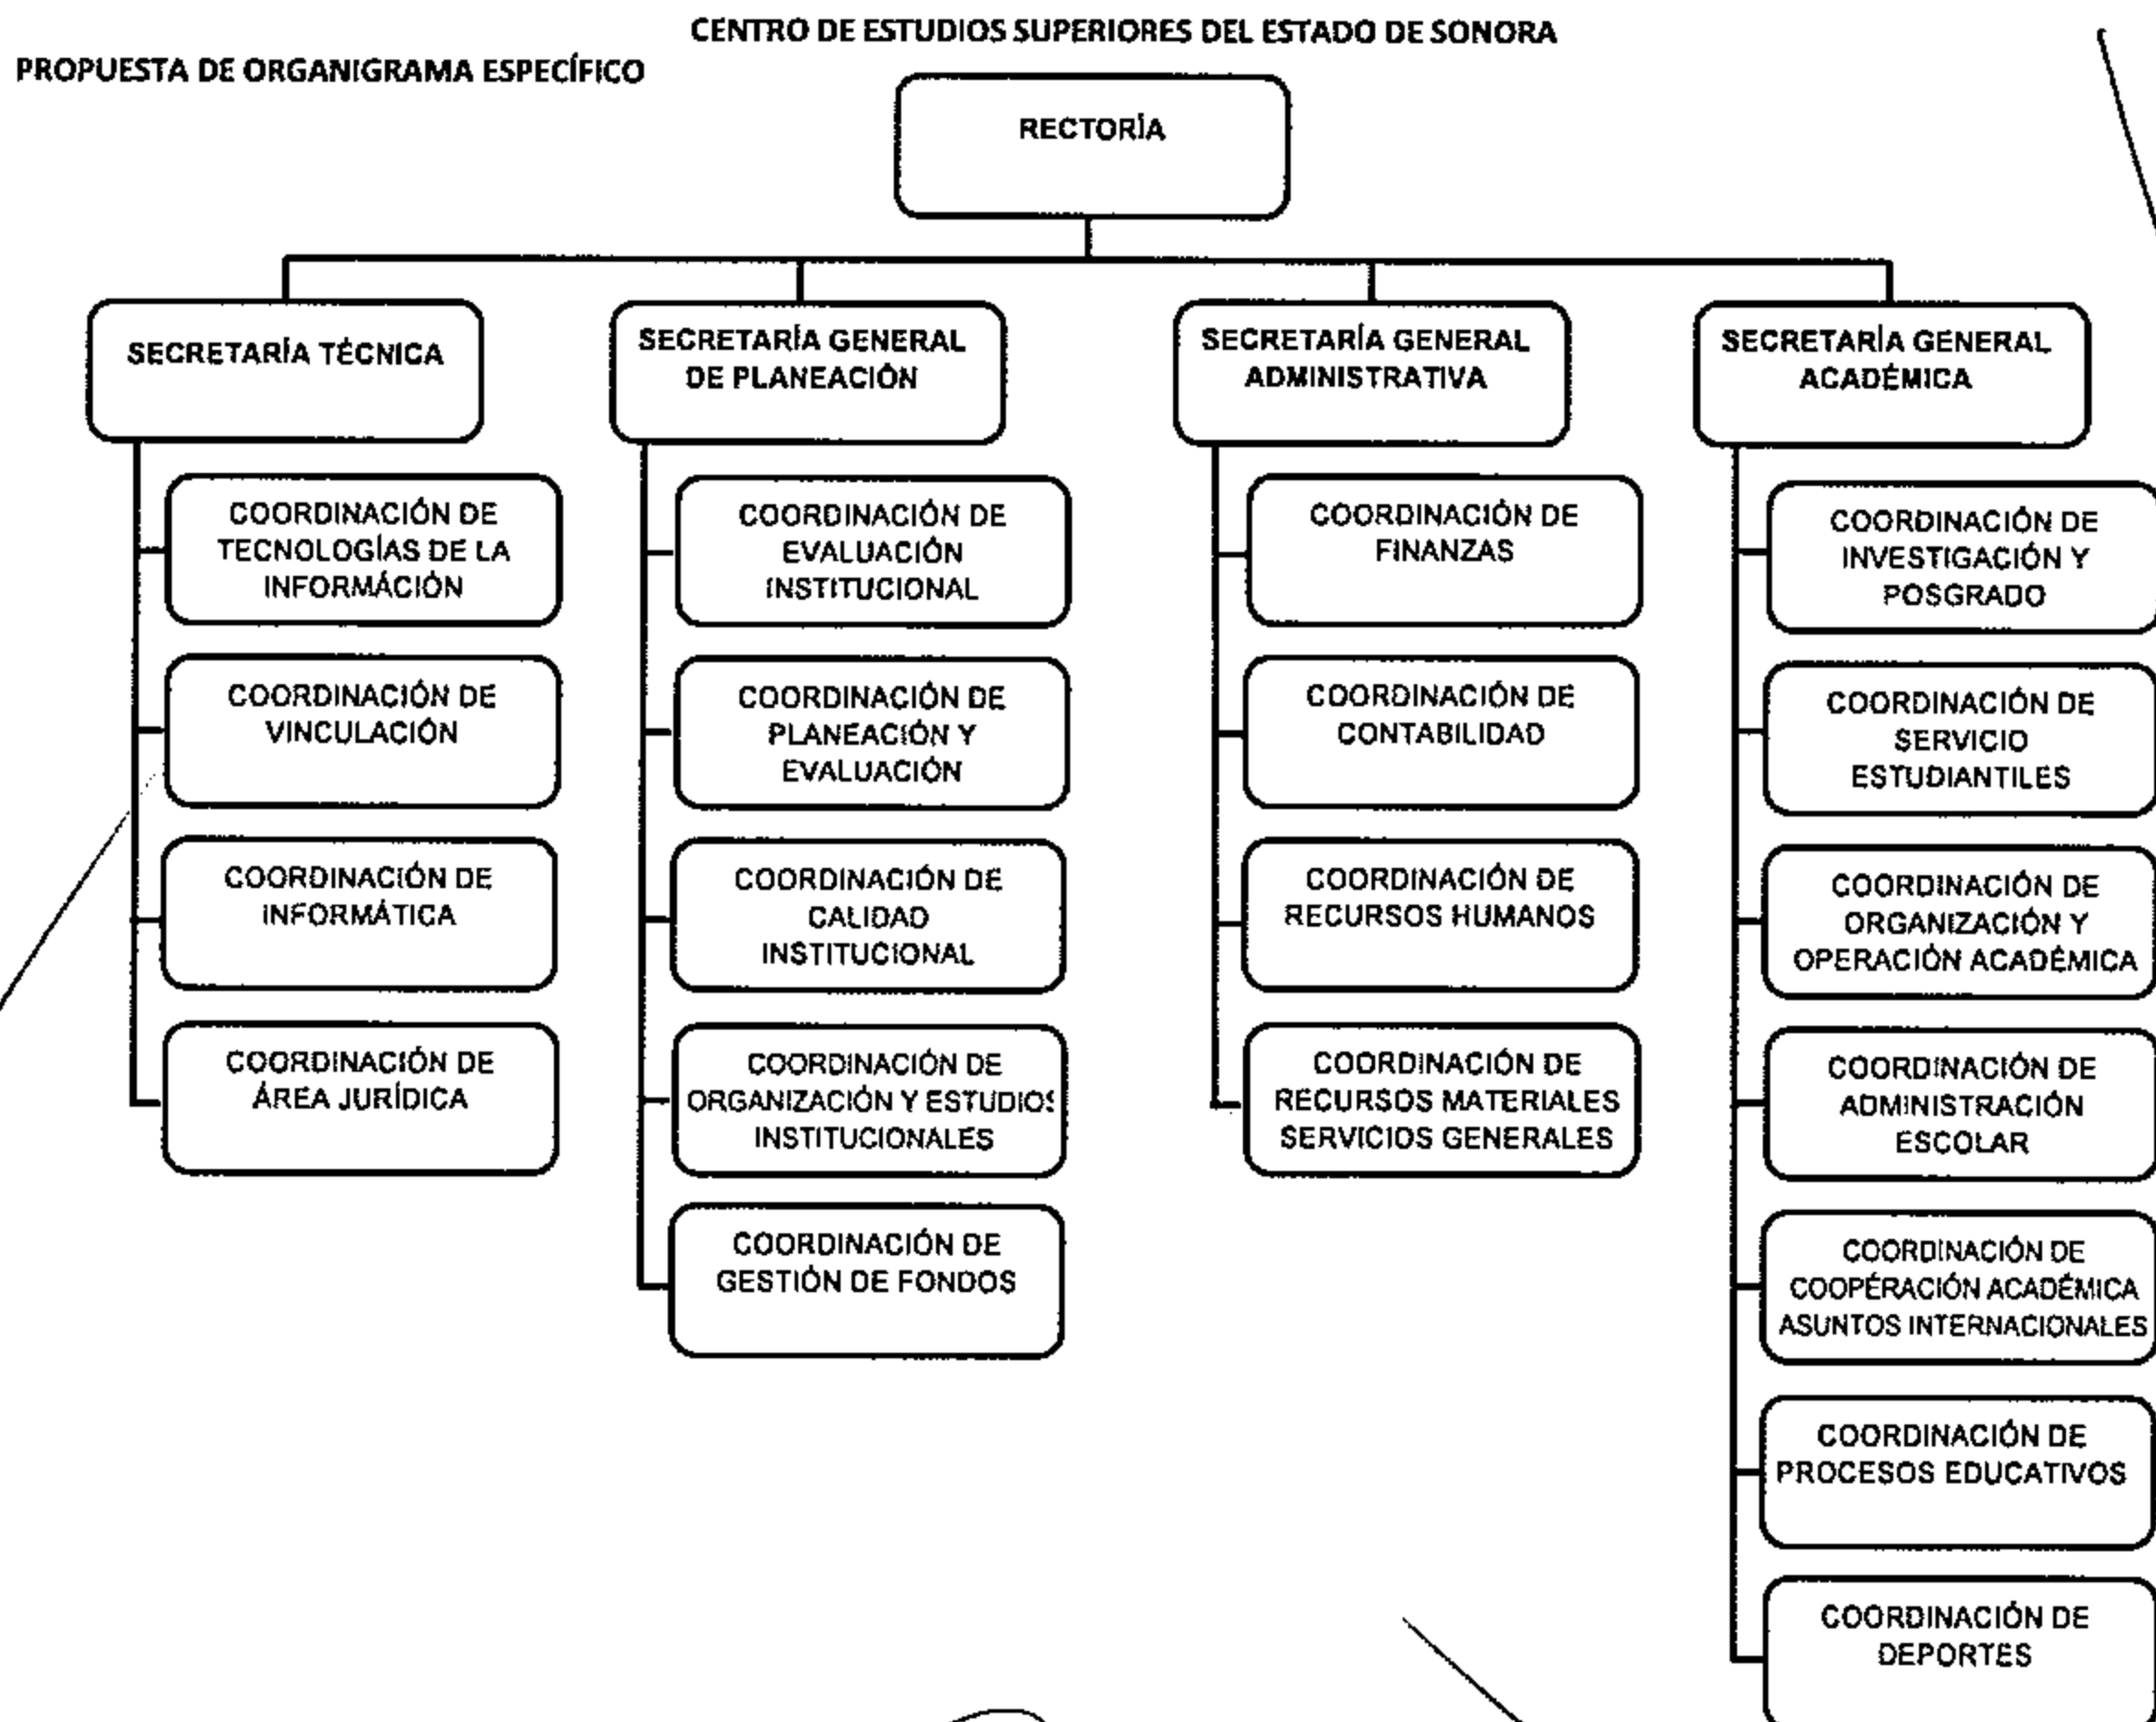 CENTRO DE ESTUDIOS SUPERIORES DEL ESTADO DE SONORA
PROPUESTA DE ORGANIGRAMA ESPECÍFICO
RECTORÍA
SECRETARÍA TÉCNICA
COORDINACIÓN DE
TECNOLOGÍAS DE LA
INFORMÁCIÓN
COORDINACIÓN DE
VINCULACIÓN
COORDINACIÓN DE
INFORMÁTICA
COORDINACIÓN DE
ÁREA JURÍDICA
SECRETARÍA GENERAL
DE PLANEACIÓN
COORDINACIÓN DE
EVALUACIÓN
INSTITUCIONAL
COORDINACIÓN DE
PLANEACIÓN Y
EVALUACIÓN
COORDINACIÓN DE
CALIDAD
INSTITUCIONAL
COORDINACIÓN DE
ORGANIZACIÓN Y ESTUDIOS
INSTITUCIONALES
COORDINACIÓN DE
GESTIÓN DE FONDOS
SECRETARÍA GENERAL
ADMINISTRATIVA
COORDINACIÓN DE
FINANZAS
COORDINACIÓN DE
CONTABILIDAD
COORDINACIÓN DE
RECURSOS HUMANOS
COORDINACIÓN DE
RECURSOS MATERIALES
SERVICIOS GENERALES
SECRETARÍA GENERAL
ACADÉMICA
COORDINACIÓN DE
INVESTIGACIÓN Y
POSGRADO
COORDINACIÓN DE
SERVICIO
ESTUDIANTILES
COORDINACIÓN DE
ORGANIZACIÓN Y
OPERACIÓN ACADÉMICA
COORDINACIÓN DE
ADMINISTRACIÓN
ESCOLAR
COORDINACIÓN DE
COOPÉRACIÓN ACADÉMICA
ASUNTOS INTERNACIONALES
COORDINACIÓN DE
PROCESOS EDUCATIVOS
COORDINACIÓN DE
DEPORTES